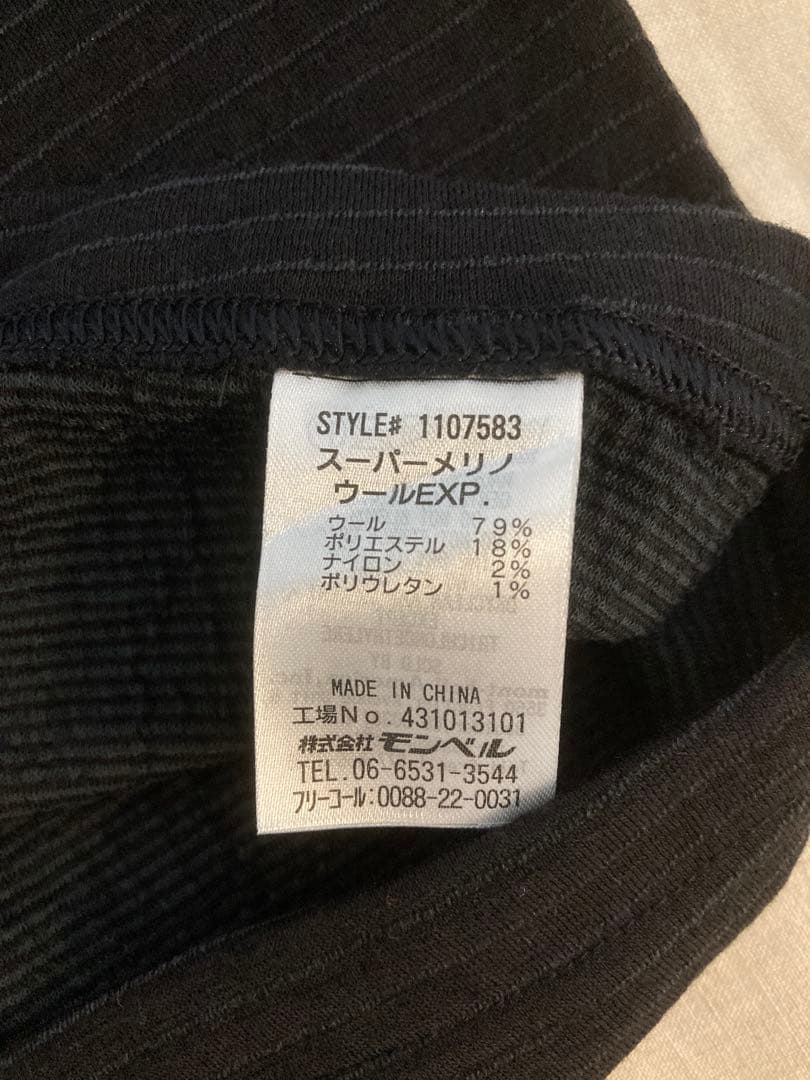 STYLE# 1107583
スーパーメリノ
ウールEXP.
ウール 79%
ポリエステル 18%
ナイロン 2%
ポリウレタン 1%
MADE IN CHINA
工場No. 431013101
株式会社 モンベル
TEL.06-6531-3544
フリーコール:0088-22-0031